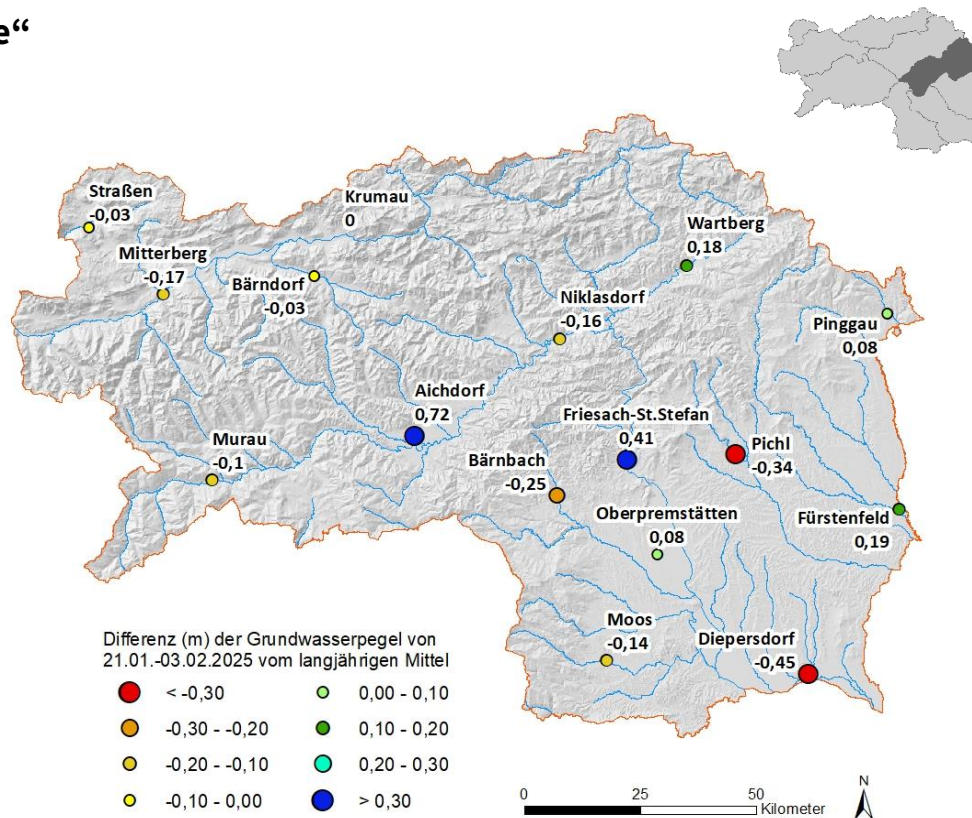 e“
Straßen
-0,03
Krumau
0
Wartberg
0,18
Mitterberg
-0,17
Bärndorf
-0,03
Niklasdorf
-0,16
Pinggau
0,08
Aichdorf
0,72
Friesach-St.Stefan
0,41
Murau
-0,1
Pichl
-0,34
Bärnbach
-0,25
Oberpremstätten
0,08
Fürstenfeld
0,19
Moos
-0,14
Diepersdorf
-0,45
Differenz (m) der Grundwasserpegel von
21.01.-03.02.2025 vom langjährigen Mittel
< -0,30
-0,30 - -0,20
-0,20 - -0,10
-0,10 - 0,00
0,00 - 0,10
0,10 - 0,20
0,20 - 0,30
> 0,30
0 25 50
Kilometer
N